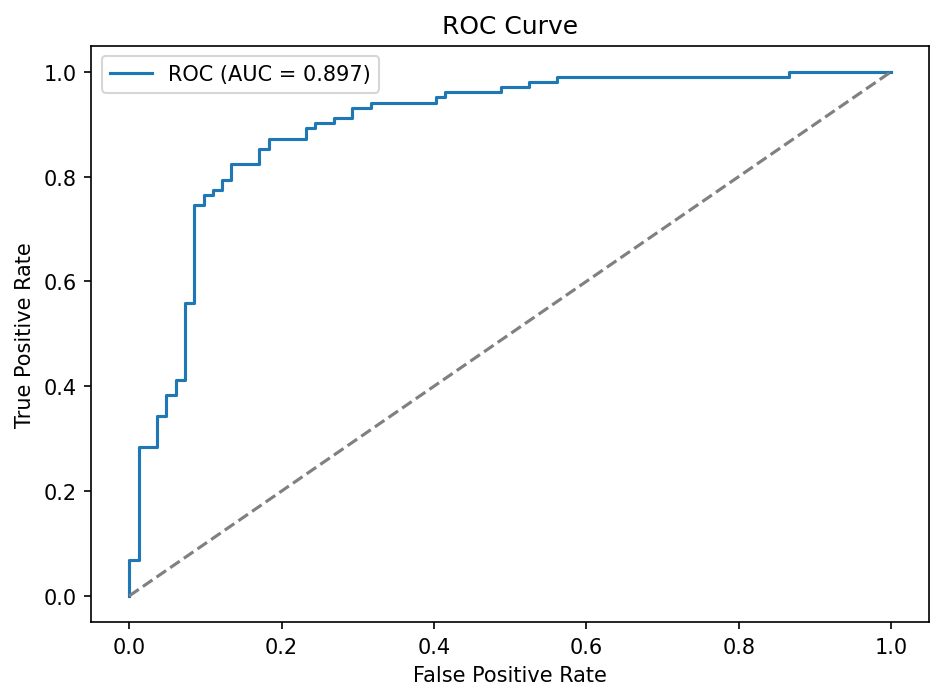 ROC Curve
ROC (AUC = 0.897)
True Positive Rate
1.0
0.8
0.6
0.4
0.2
0.0
0.0 0.2 0.4 0.6 0.8 1.0
False Positive Rate